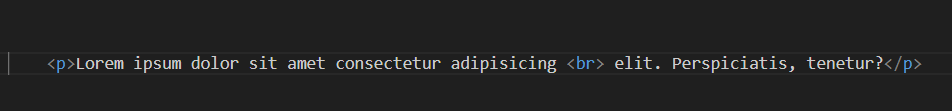 <p>Lorem ipsum dolor sit amet consectetur adipisicing <br> elit. Perspiciatis, tenetur?</p>